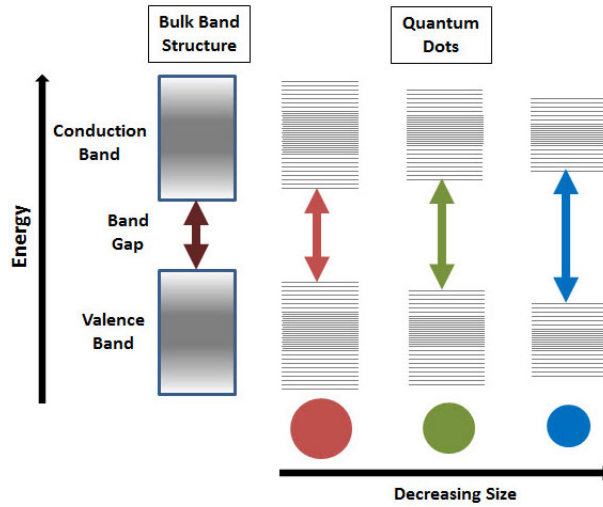 Bulk Band
Structure
Quantum
Dots
Conduction
Band
Band
Gap
Energy
Valence
Band
Decreasing Size